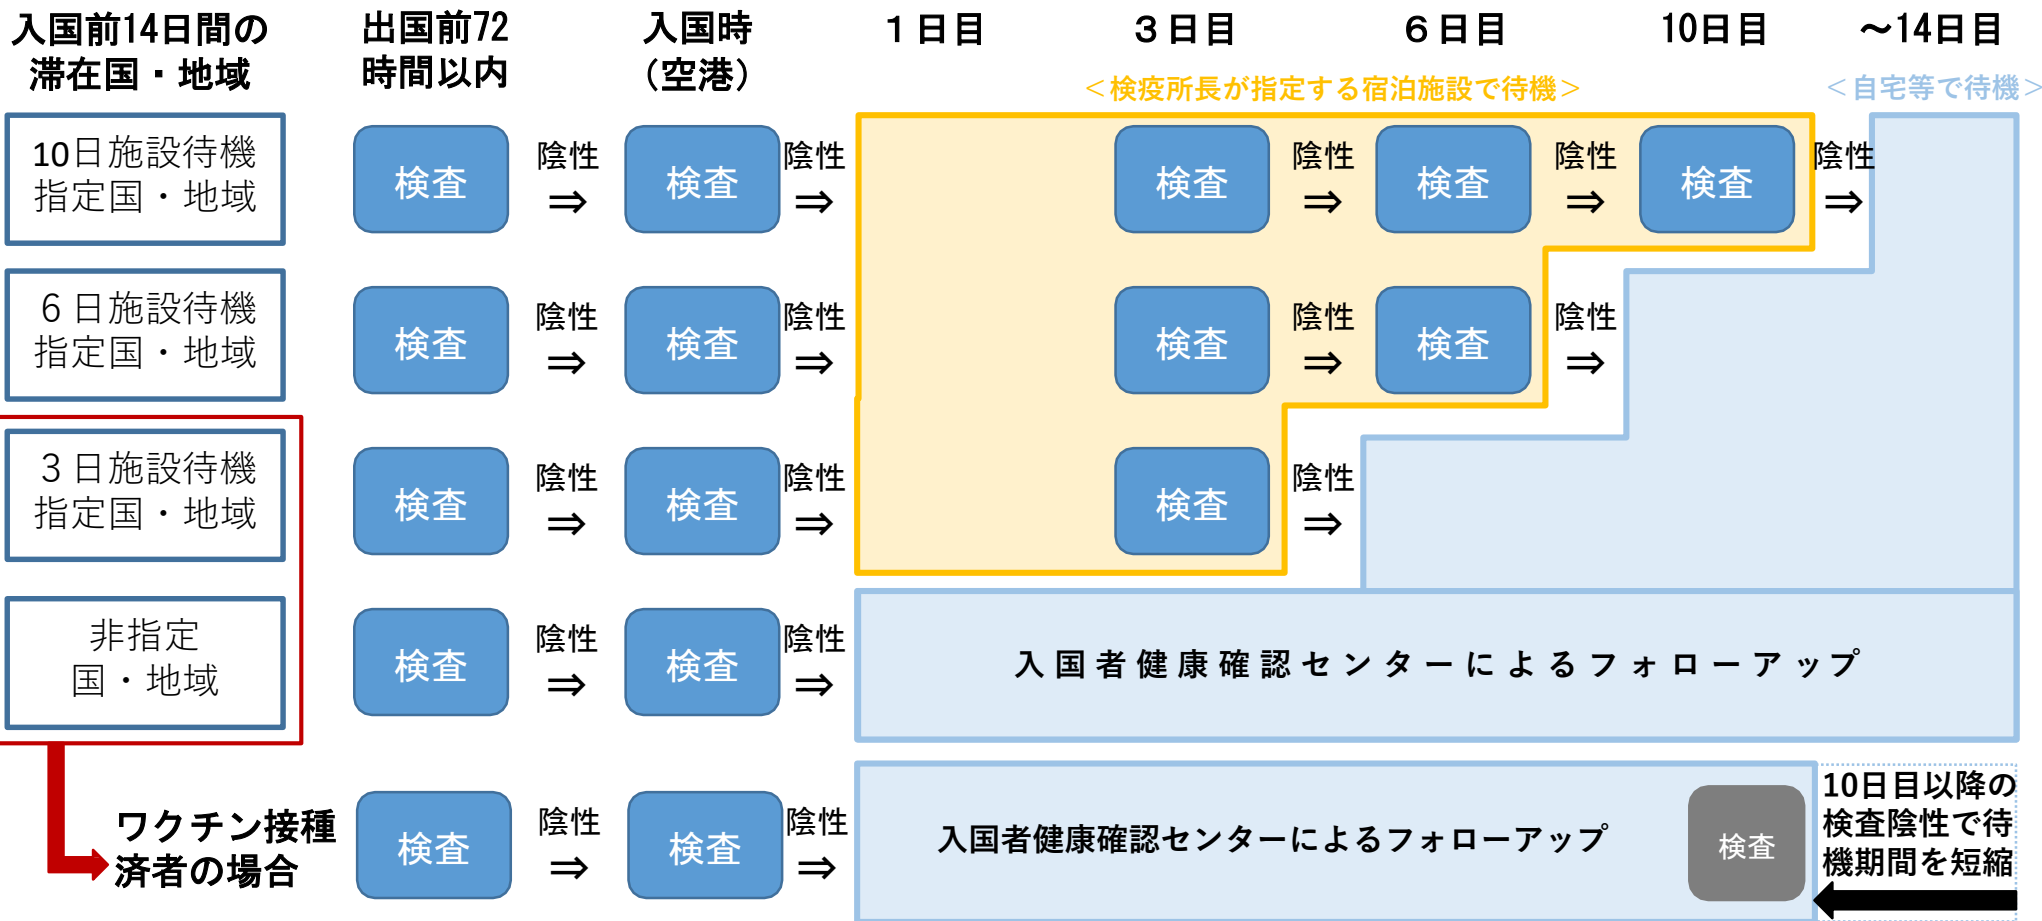 入国前14日間の
滞在国・地域
出国前72
時間以内
入国時
（空港）
１日目
３日目
６日目
10日目
～14日目
＜検疫所長が指定する宿泊施設で待機＞
＜自宅等で待機＞
10日施設待機
指定国・地域
検査
陰性
⇒
検査
陰性
⇒
検査
陰性
⇒
検査
陰性
⇒
検査
陰性
⇒
６日施設待機
指定国・地域
検査
陰性
⇒
検査
陰性
⇒
検査
陰性
⇒
検査
陰性
⇒
３日施設待機
指定国・地域
検査
陰性
⇒
検査
陰性
⇒
検査
陰性
⇒
非指定
国・地域
検査
陰性
⇒
検査
陰性
⇒
入国者健康確認センターによるフォローアップ
ワクチン接種
済者の場合
検査
陰性
⇒
検査
陰性
⇒
入国者健康確認センターによるフォローアップ
検査
10日目以降の
検査陰性で待
機期間を短縮